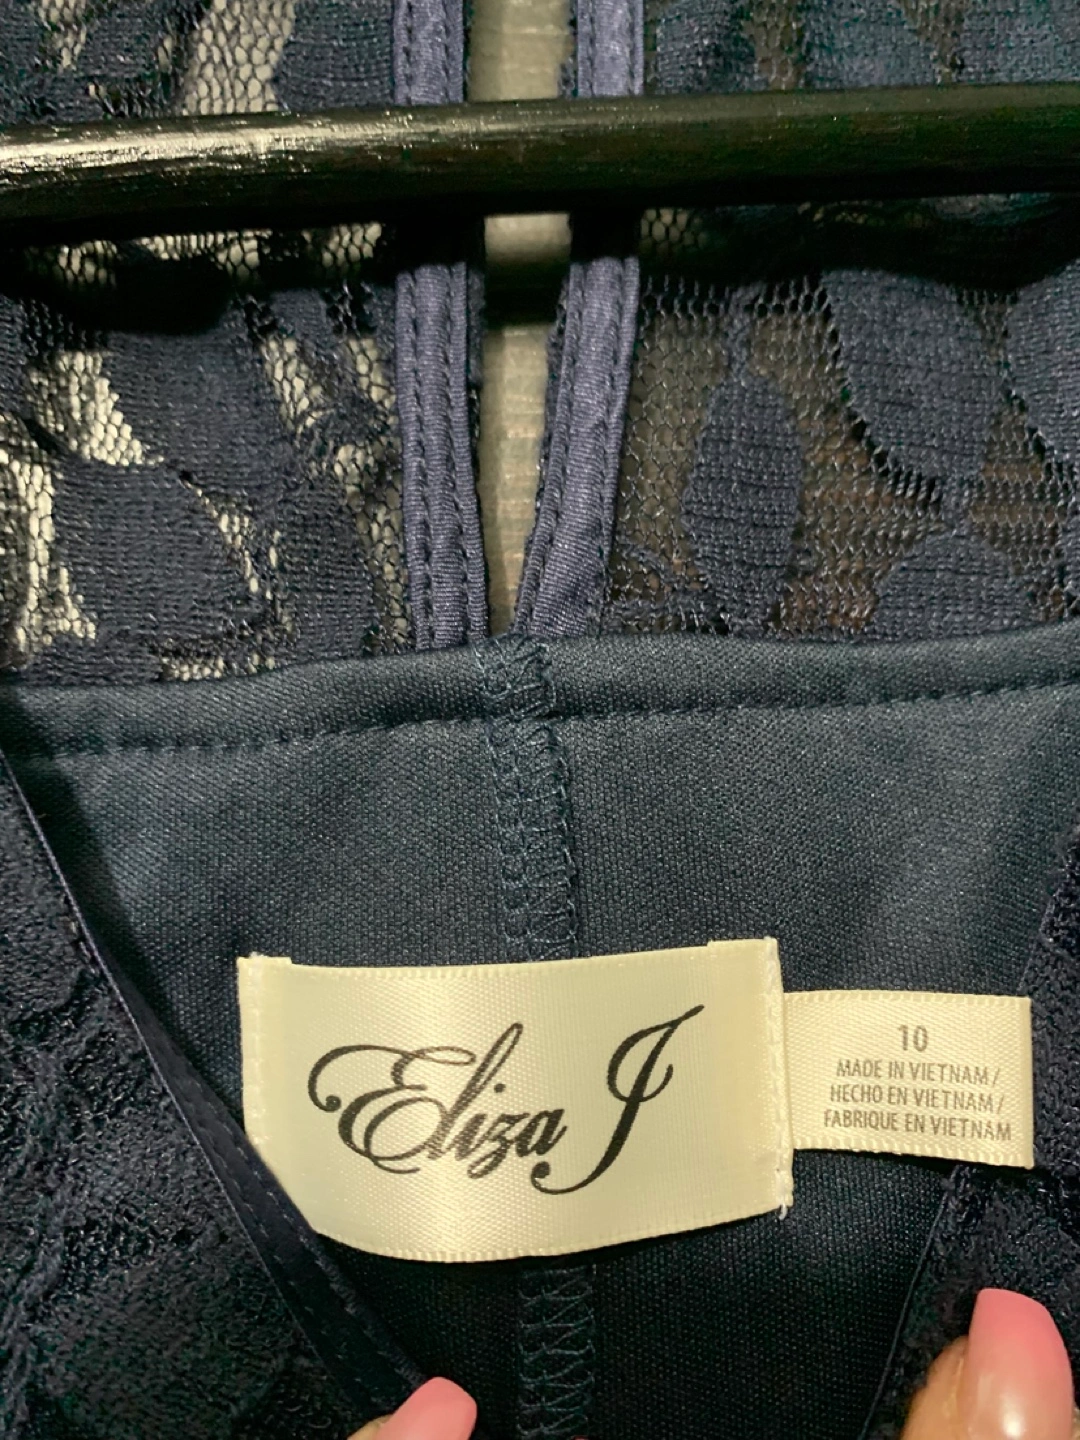 Eliza J
10
MADE IN VIETNAM /
HECHO EN VIETNAM /
FABRIQUE EN VIETNAM